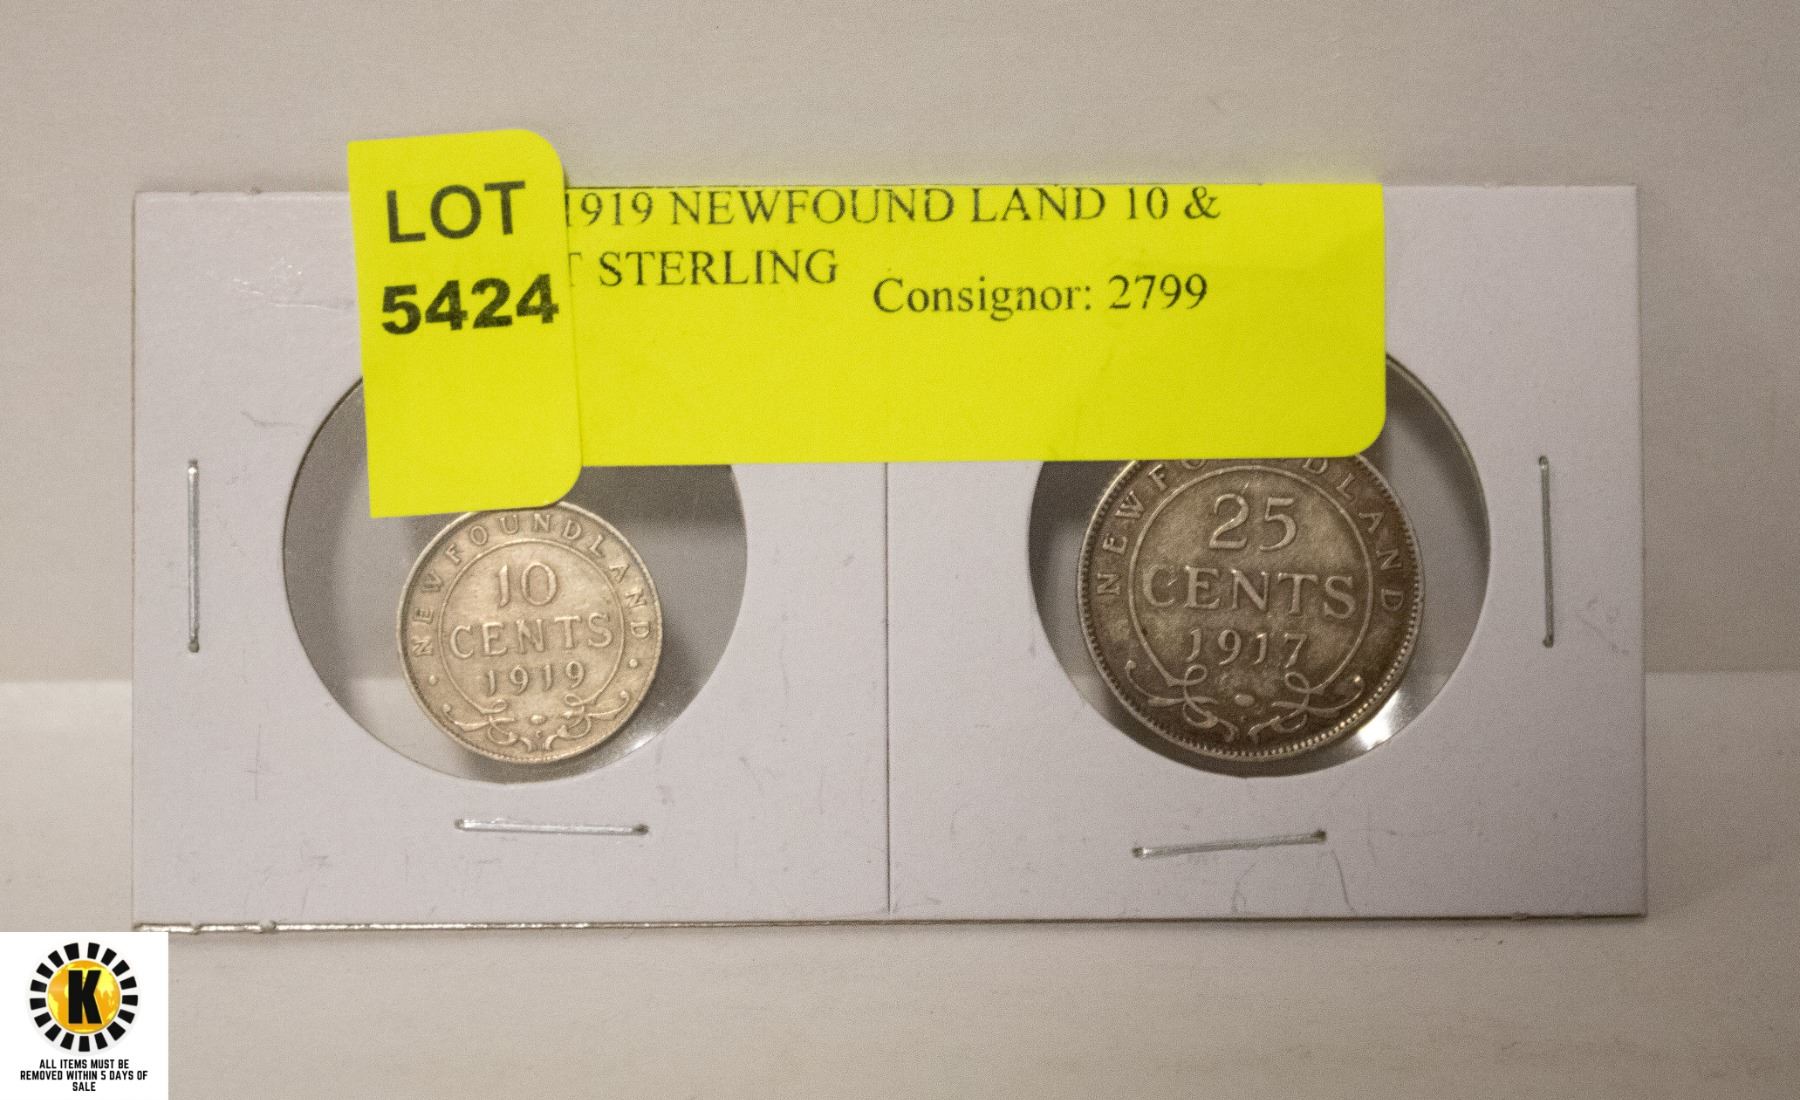 LOT
5424
1919 NEWFOUND LAND 10 &
T STERLING
Consignor: 2799
NEWFOUNDLAND
10
CENTS
1919
NEWFOUNDLAND
25
CENTS
1917
K
ALL ITEMS MUST BE
REMOVED WITHIN 5 DAYS OF
SALE